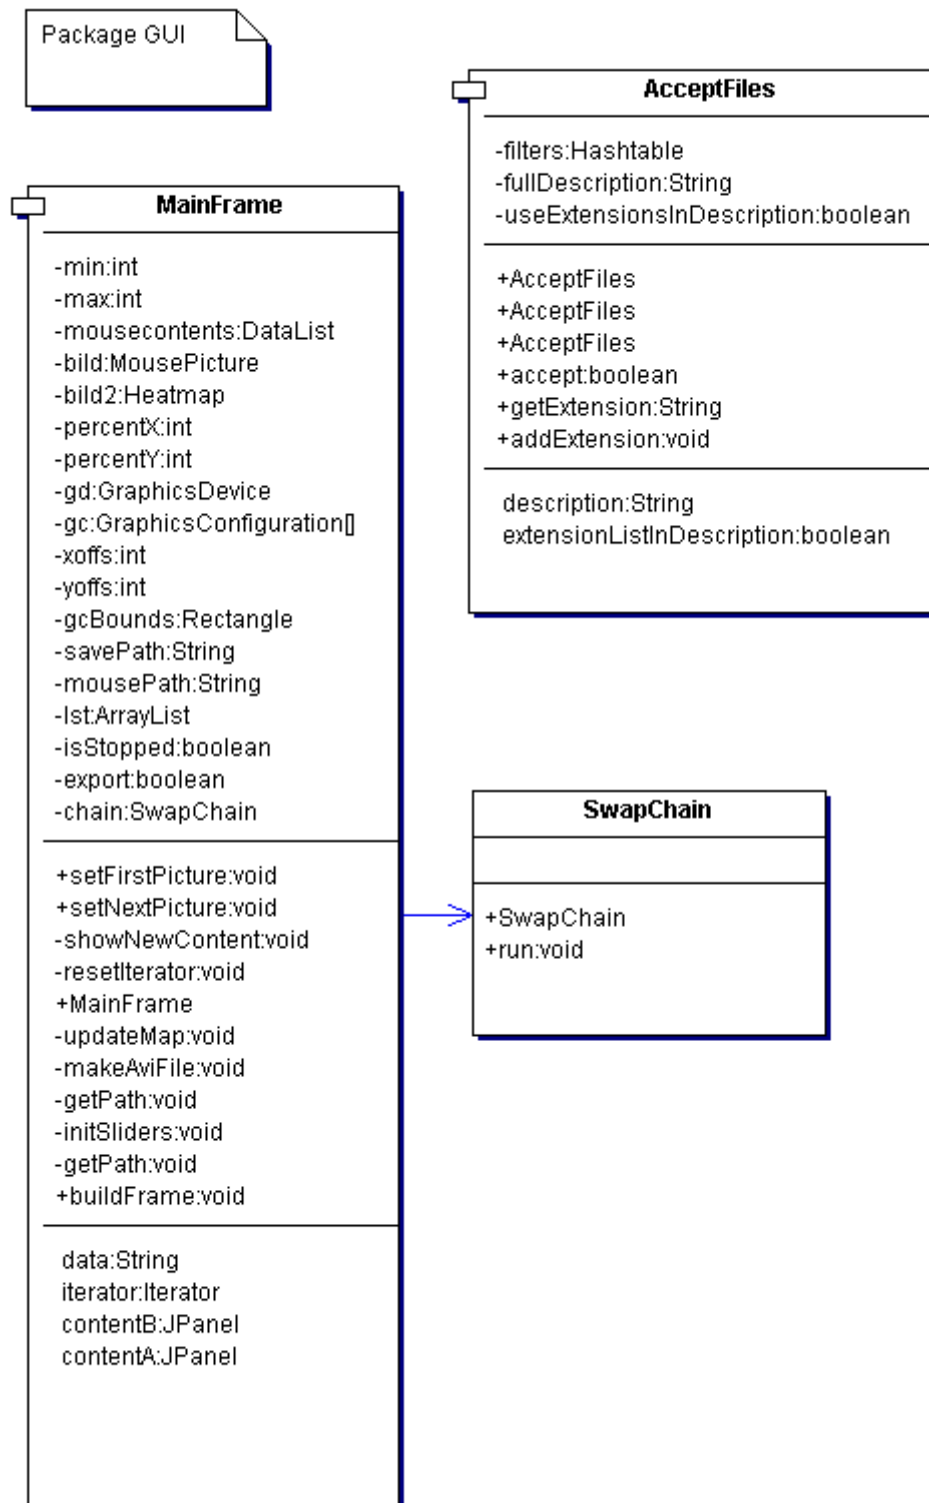 Package GUI
AcceptFiles
-filters:Hashtable
-fullDescription:String
-useExtensionsInDescription:boolean
+AcceptFiles
+AcceptFiles
+AcceptFiles
+accept:boolean
+getExtension:String
+addExtension:void
description:String
extensionListInDescription:boolean
MainFrame
-min:int
-max:int
-mousecontents:DataList
-bild:MousePicture
-bild2:Heatmap
-percentX:int
-percentY:int
-gd:GraphicsDevice
-gc:GraphicsConfiguration[]
-xoffs:int
-yoffs:int
-gcBounds:Rectangle
-savePath:String
-mousePath:String
-lst:ArrayList
-isStopped:boolean
-export:boolean
-chain:SwapChain
+setFirstPicture:void
+setNextPicture:void
-showNewContent:void
-resetIterator:void
+MainFrame
-updateMap:void
-makeAviFile:void
-getPath:void
-initSliders:void
-getPath:void
+buildFrame:void
data:String
iterator:Iterator
contentB:JPanel
contentA:JPanel
SwapChain
+SwapChain
+run:void